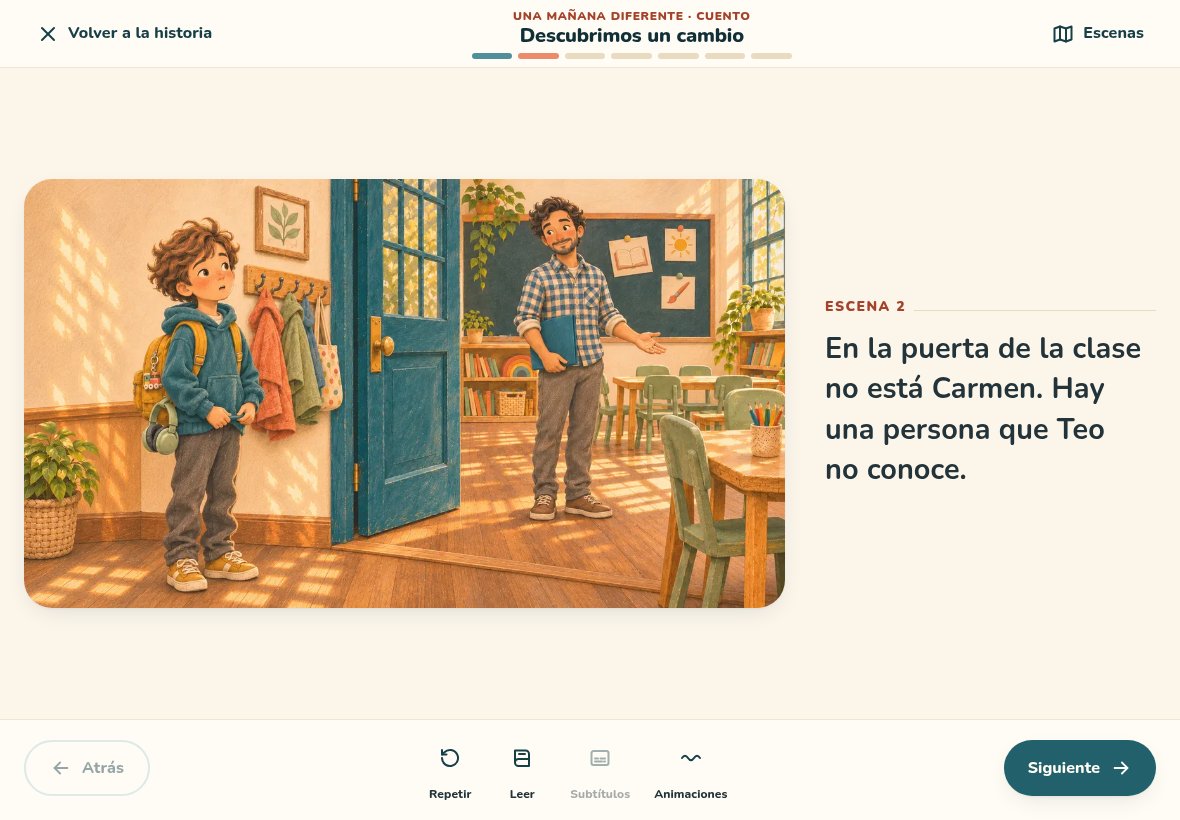 Volver a la historia
UNA MAÑANA DIFERENTE · CUENTO
Descubrimos un cambio
Escenas
ESCENA 2
En la puerta de la clase
no está Carmen. Hay
una persona que Teo
no conoce.
Atrás
Repetir
Leer
Subtítulos
Animaciones
Siguiente